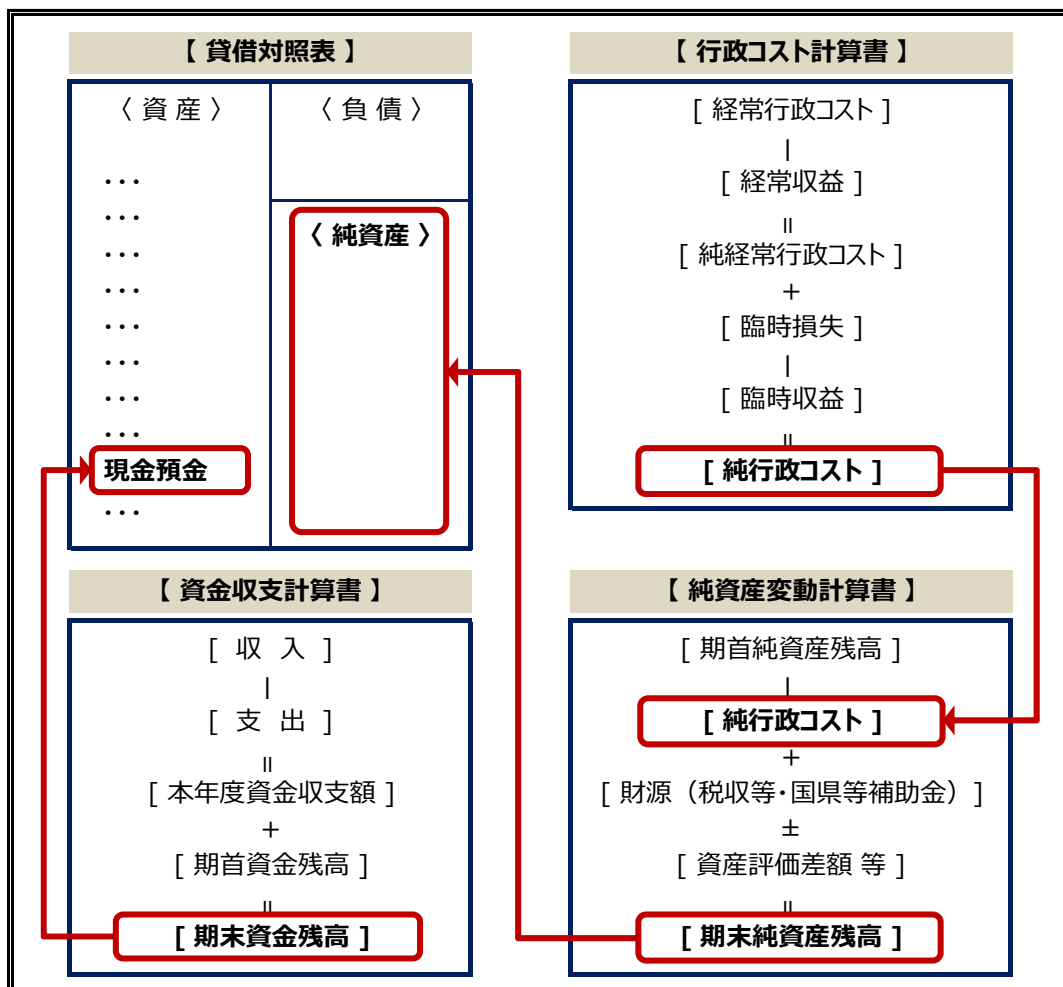 【 貸借対照表 】
〈 資 産 〉
〈 負 債 〉
・・・
・・・
〈 純資産 〉
・・・
・・・
・・・
・・・
・・・
・・・
現金預金
・・・
【 行政コスト計算書 】
[ 経常行政コスト ]
|
[ 経常収益 ]
=
[ 純経常行政コスト ]
+
[ 臨時損失 ]
|
[ 臨時収益 ]
=
[ 純行政コスト ]
【 資金収支計算書 】
[ 収 入 ]
|
[ 支 出 ]
=
[ 本年度資金収支額 ]
+
[ 期首資金残高 ]
=
[ 期末資金残高 ]
【 純資産変動計算書 】
[ 期首純資産残高 ]
|
[ 純行政コスト ]
+
[ 財源（税収等・国県等補助金）]
±
[ 資産評価差額 等 ]
=
[ 期末純資産残高 ]